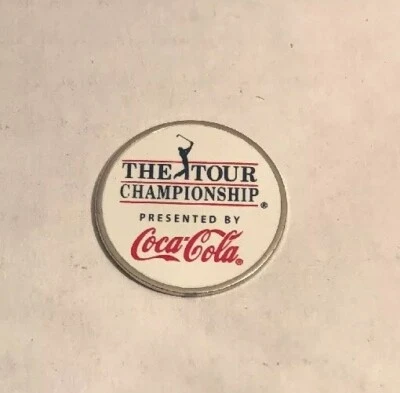 THE TOUR
CHAMPIONSHIP®
PRESENTED BY
Coca-Cola®